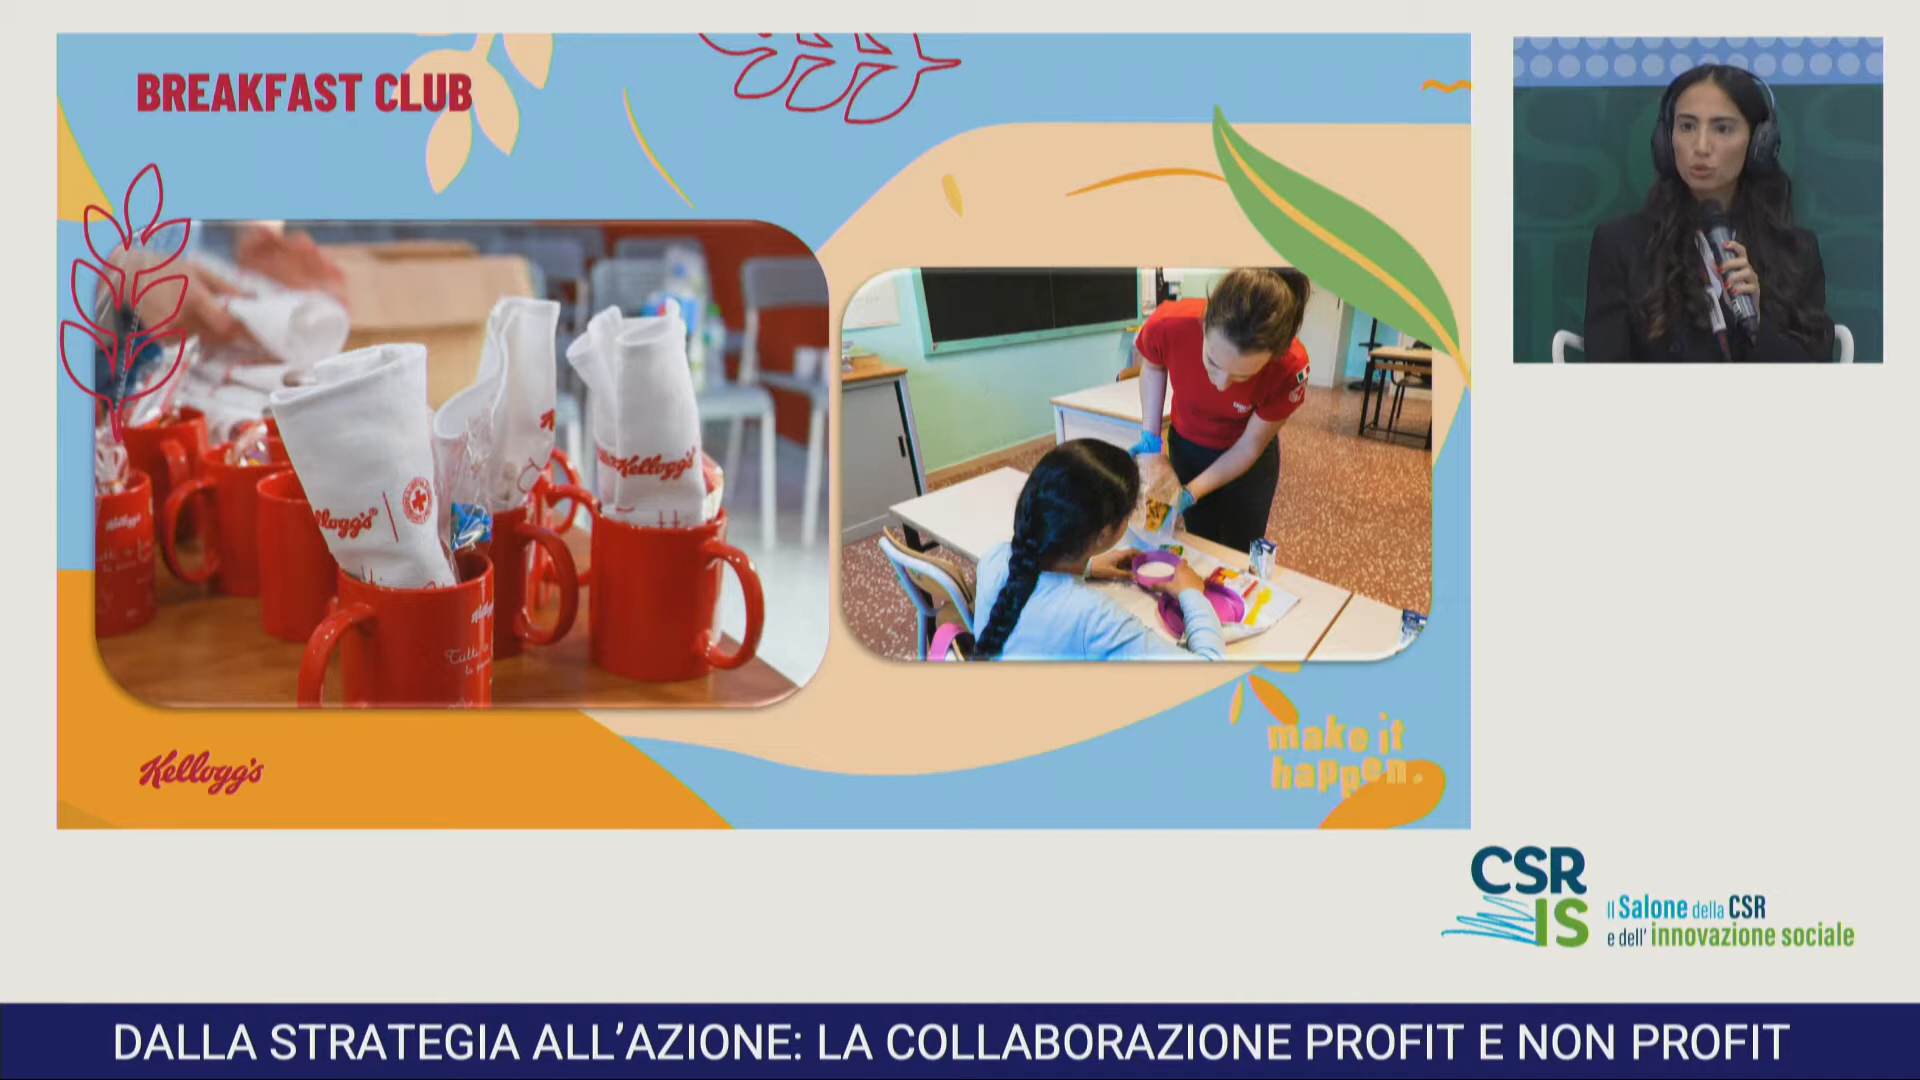 BREAKFAST CLUB
Kellogg's
Kellogg's
make it
happen.
CSR
IS
Il Salone della CSR
e dell' innovazione sociale
DALLA STRATEGIA ALL'AZIONE: LA COLLABORAZIONE PROFIT E NON PROFIT